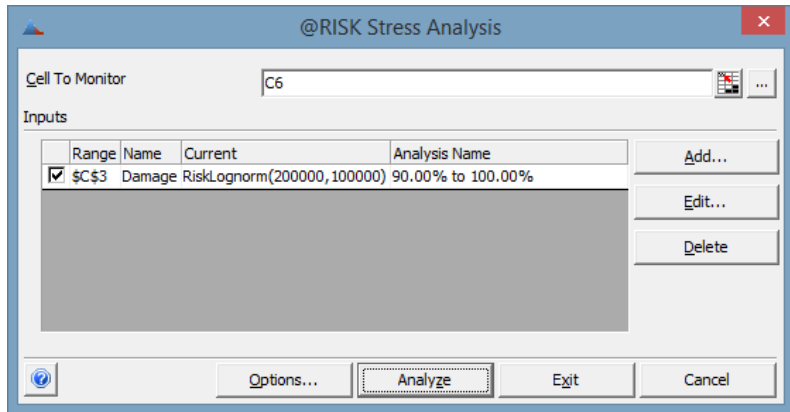 @RISK Stress Analysis
Cell To Monitor
C6
...
Inputs
Range Name Current Analysis Name
$C$3 Damage RiskLognorm(200000,100000) 90.00% to 100.00%
Add...
Edit...
Delete
? Options... Analyze Exit Cancel